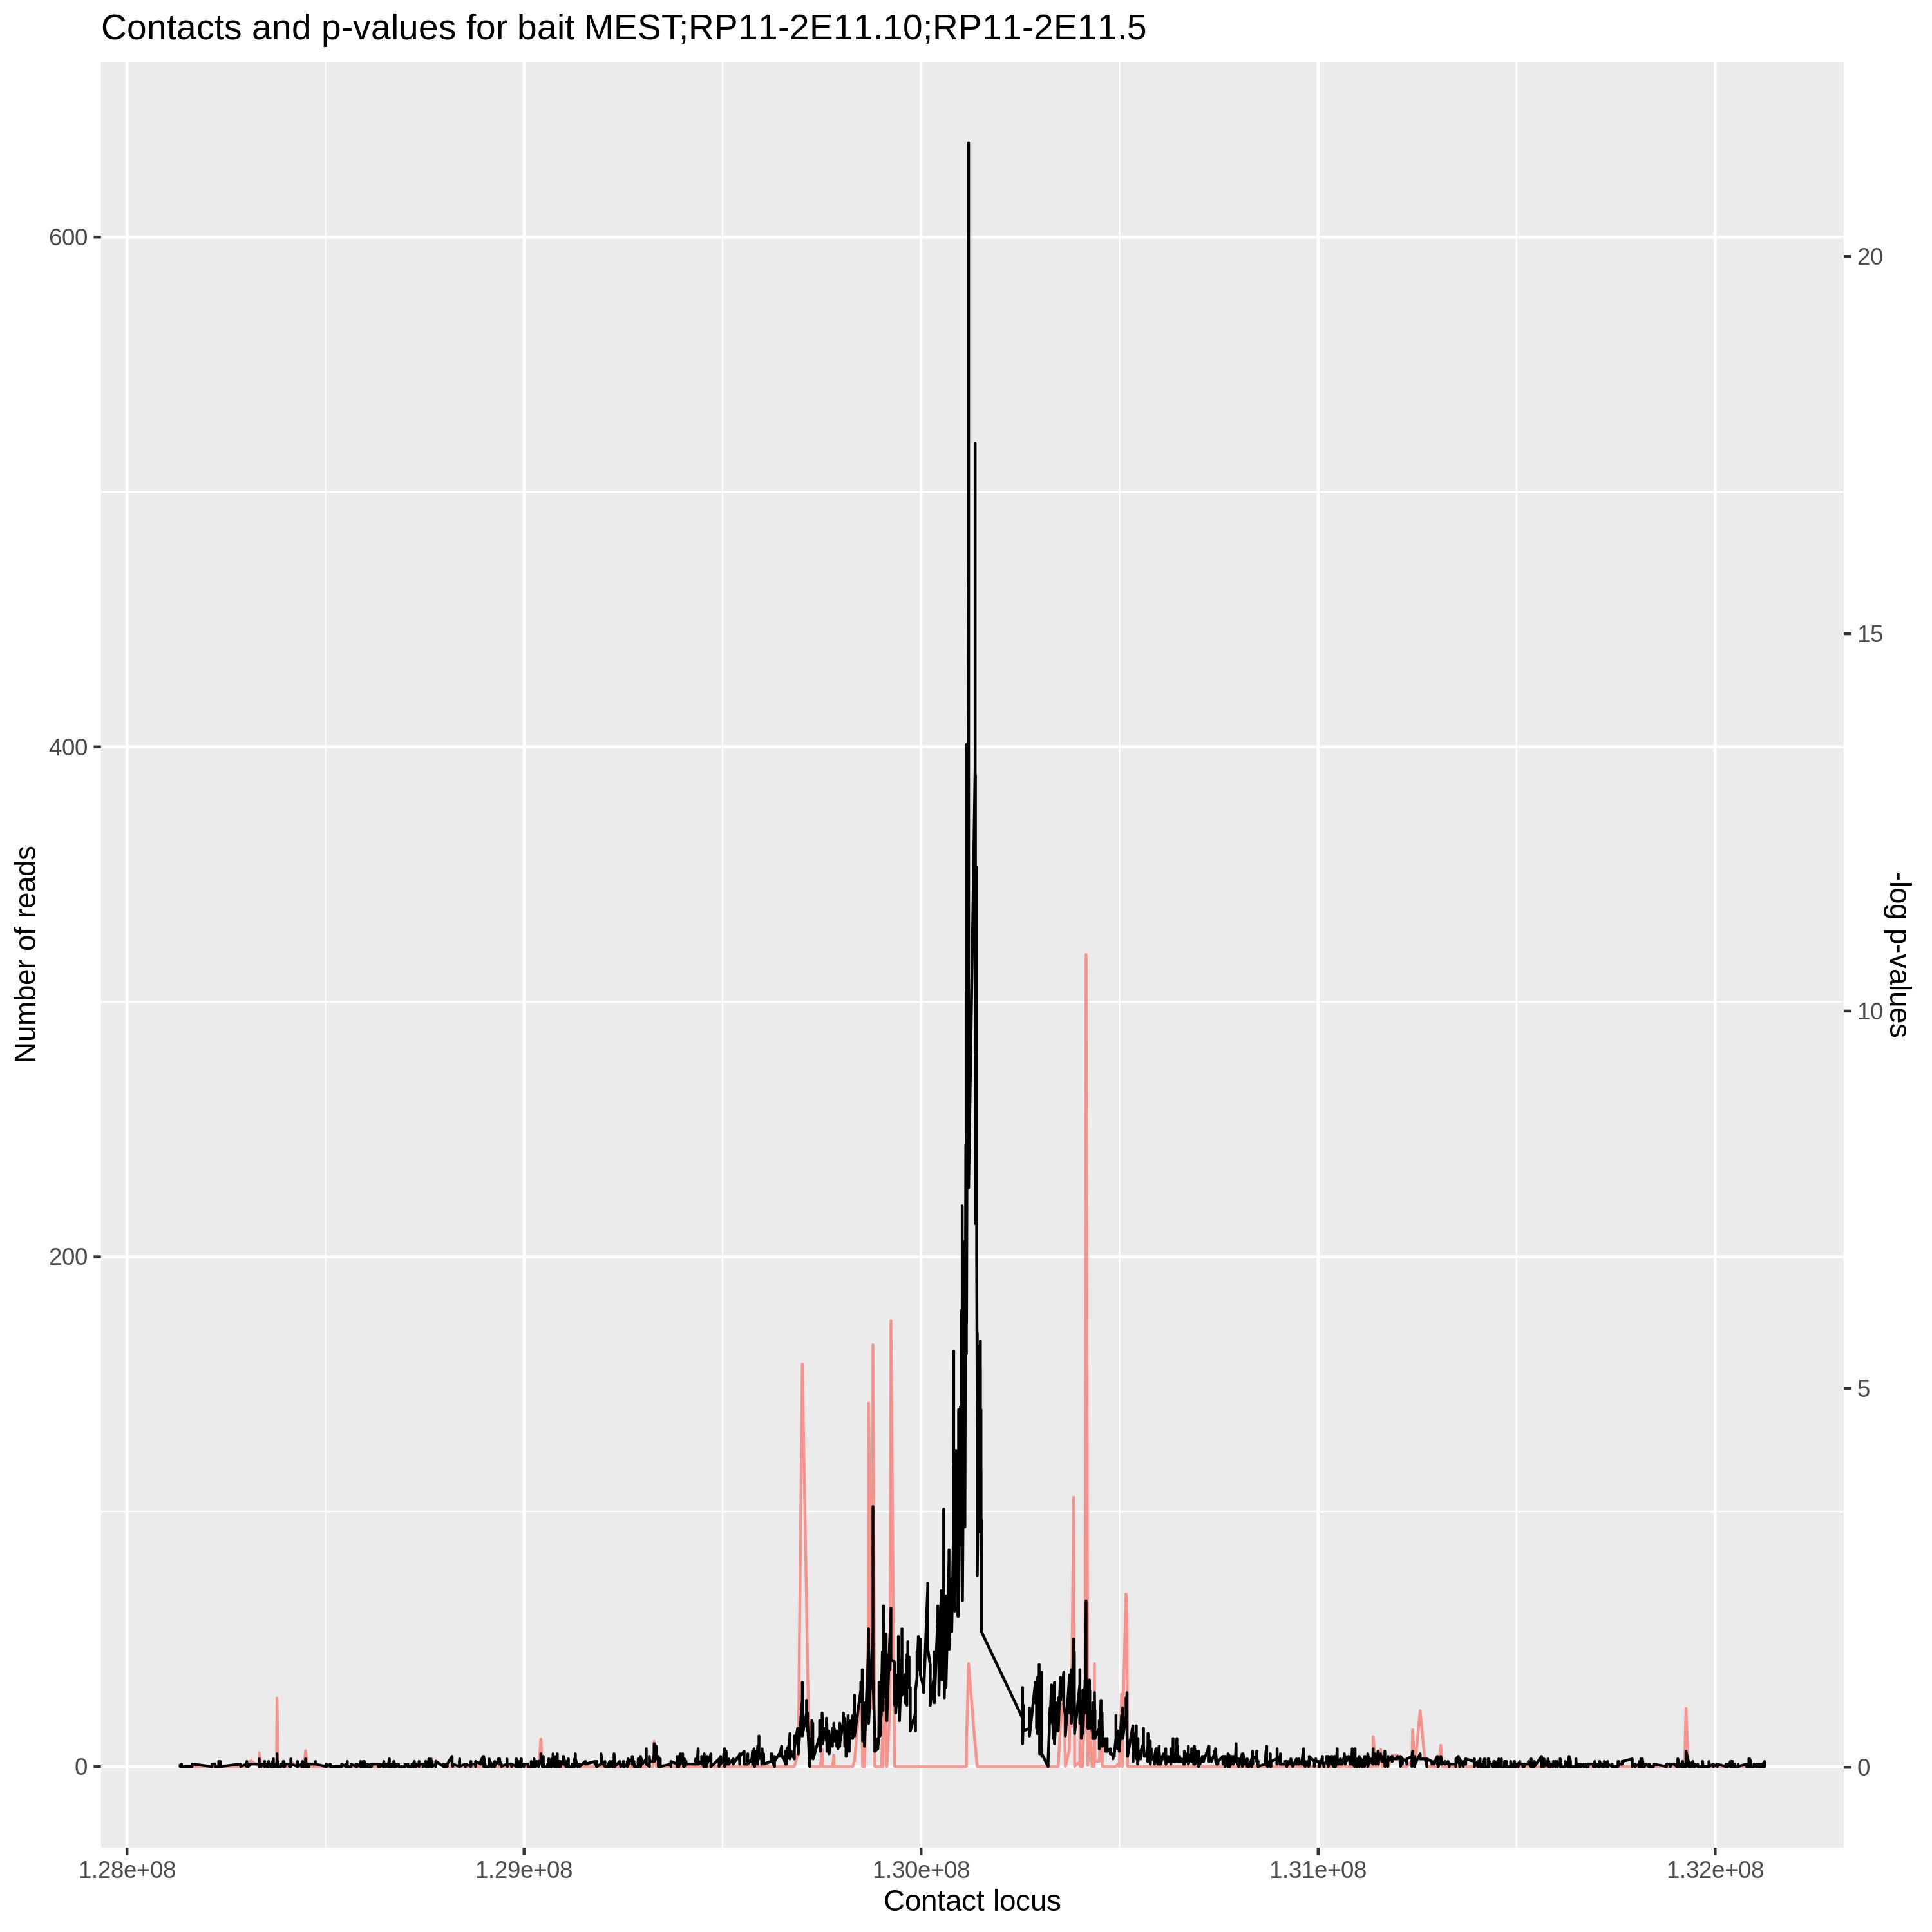 Contacts and p-values for bait MEST;RP11-2E11.10;RP11-2E11.5
600
400
200
0
Number of reads
20
15
10
5
0
-log p-values
1.28e+08
1.29e+08
1.30e+08
1.31e+08
1.32e+08
Contact locus